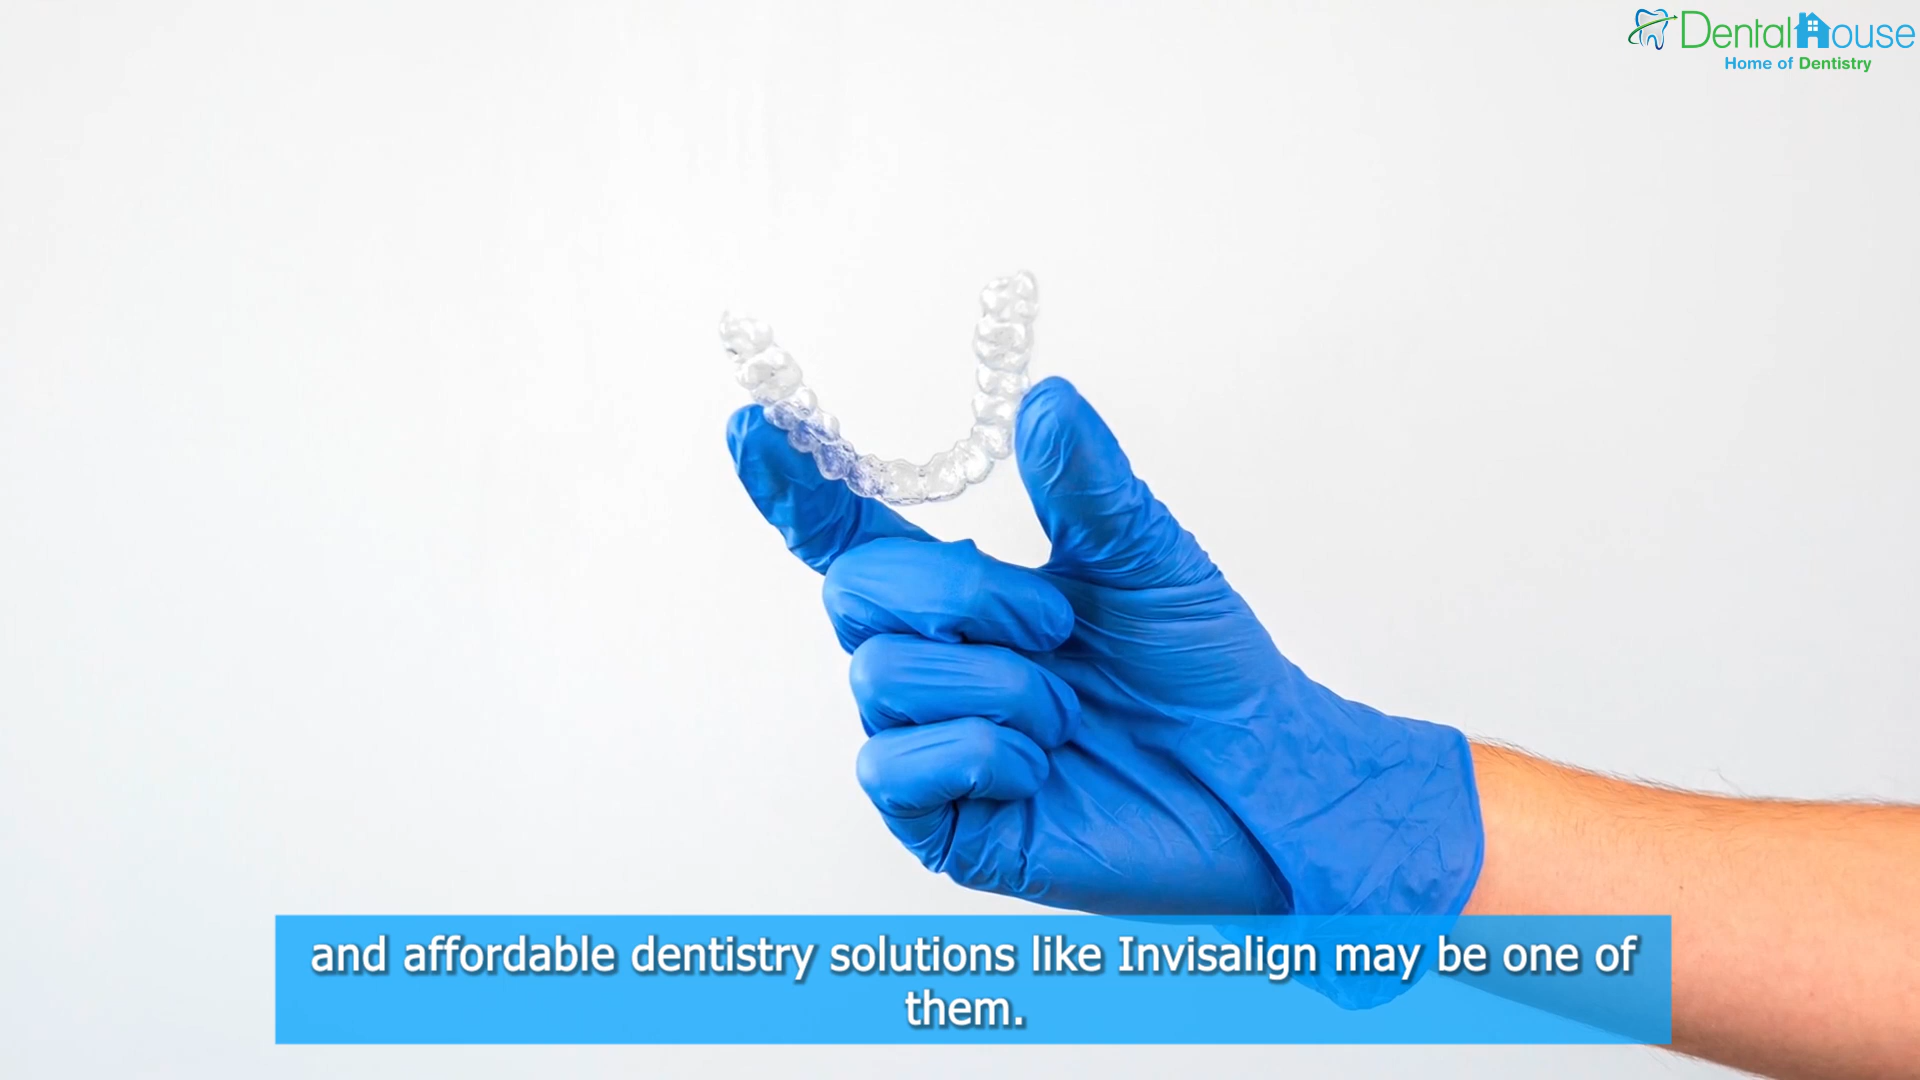 DentalHouse
Home of Dentistry
and affordable dentistry solutions like Invisalign may be one of
them.